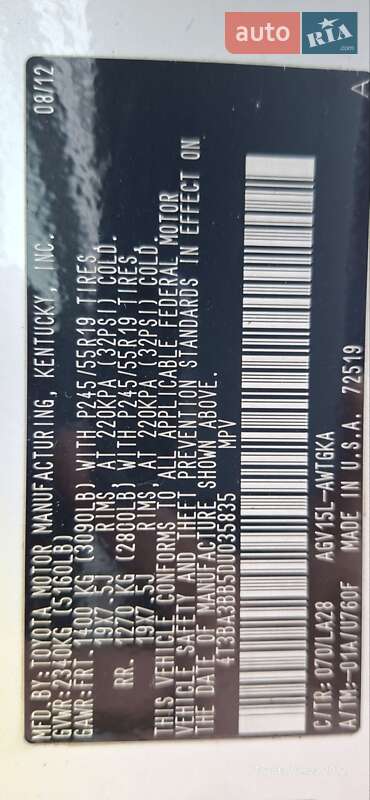 auto RIA .com
MFD.BY:TOYOTA MOTOR MANUFACTURING, KENTUCKY, INC. 08/12
GVWR:2340KG (5160LB)
GAWR:FRT. 1400 KG (3090LB) WITH P245/55R19 TIRES,
19X7.5J RIMS, AT 220KPA (32PSI) COLD.
RR. 1270 KG (2800LB) WITH P245/55R19 TIRES,
19X7.5J RIMS, AT 220KPA (32PSI) COLD.
THIS VEHICLE CONFORMS TO ALL APPLICABLE FEDERAL MOTOR
VEHICLE SAFETY AND THEFT PREVENTION STANDARDS IN EFFECT ON
THE DATE OF MANUFACTURE SHOWN ABOVE.
4T3BA3BB5DU035835 MPV
C/TR: 070/LA28 AGV15L-AWTGKA
A/TM:-01A/U760F MADE IN U.S.A. 72519 A